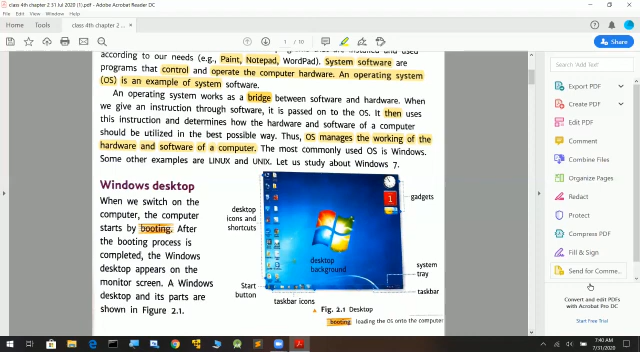 class 4th chapter 2 31 Jul 2020 (1).pdf - Adobe Acrobat Reader DC
File Edit View Window Help
Home Tools class 4th chapter 2 ... ×
1 / 10
Share
according to our needs (e.g., Paint, Notepad, WordPad). System software are
programs that control and operate the computer hardware. An operating system
(OS) is an example of system software.
An operating system works as a bridge between software and hardware. When
we give an instruction through software, it is passed on to the OS. It then uses
this instruction and determines how the hardware and software of a computer
should be utilized in the best possible way. Thus, OS manages the working of the
hardware and software of a computer. The most commonly used OS is Windows.
Some other examples are LINUX and UNIX. Let us study about Windows 7.
Windows desktop
When we switch on the
computer, the computer
starts by booting. After
the booting process is
completed, the Windows
desktop appears on the
monitor screen. A Windows
desktop and its parts are
shown in Figure 2.1.
desktop
icons and
shortcuts
Start
button
taskbar icons
desktop
background
1
gadgets
system
tray
taskbar
Fig. 2.1 Desktop
booting loading the OS onto the computer
Search 'Add Text'
Export PDF
Create PDF
Edit PDF
Comment
Combine Files
Organize Pages
Redact
Protect
Compress PDF
Fill & Sign
Send for Comme...
Convert and edit PDFs
with Acrobat Pro DC
Start Free Trial
7:40 AM
7/31/2020